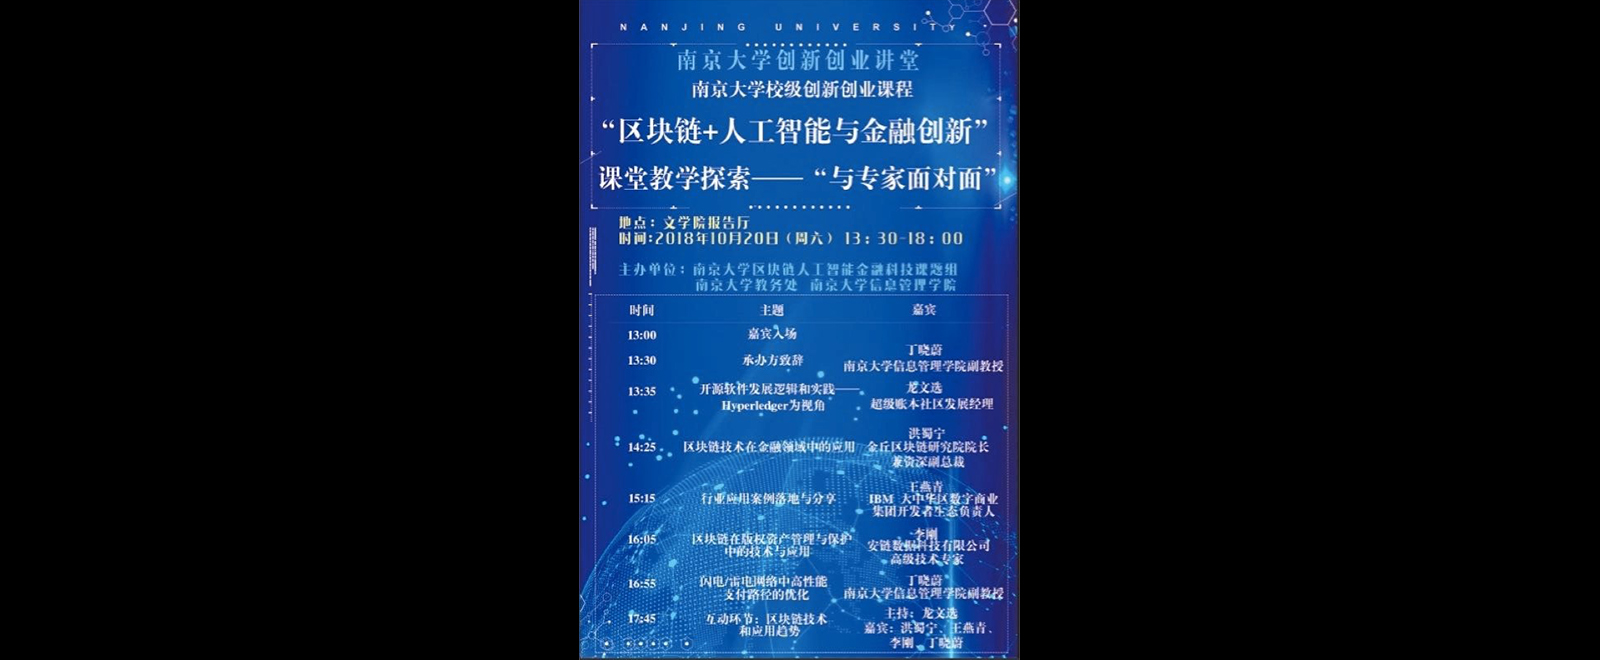 NANJING UNIVERSITY
南京大学创新创业讲堂
南京大学校级创新创业课程
“区块链+人工智能与金融创新”
课堂教学探索——“与专家面对面”
地点：文学院报告厅
时间:2018年10月20日（周六）13：30-18：00
主办单位：南京大学区块链人工智能金融科技课题组
南京大学教务处 南京大学信息管理学院
时间 主题 嘉宾
13:00 嘉宾入场
13:30 承办方致辞 丁晓蔚
南京大学信息管理学院副教授
13:35 开源软件发展逻辑和实践—— 龙文选
Hyperledger为视角 超级账本社区发展经理
洪蜀宁
14:25 区块链技术在金融领域中的应用 金丘区块链研究院院长
兼资深副总裁
王燕青
15:15 行业应用案例落地与分享 IBM 大中华区数字商业
集团开发者生态负责人
李刚
16:05 区块链在版权资产管理与保护 安链数据科技有限公司
中的技术与应用 高级技术专家
16:55 闪电/雷电网络中高性能 丁晓蔚
支付路径的优化 南京大学信息管理学院副教授
17:45 互动环节：区块链技术 主持：龙文选
和应用趋势 嘉宾：洪蜀宁、王燕青、
李刚、丁晓蔚